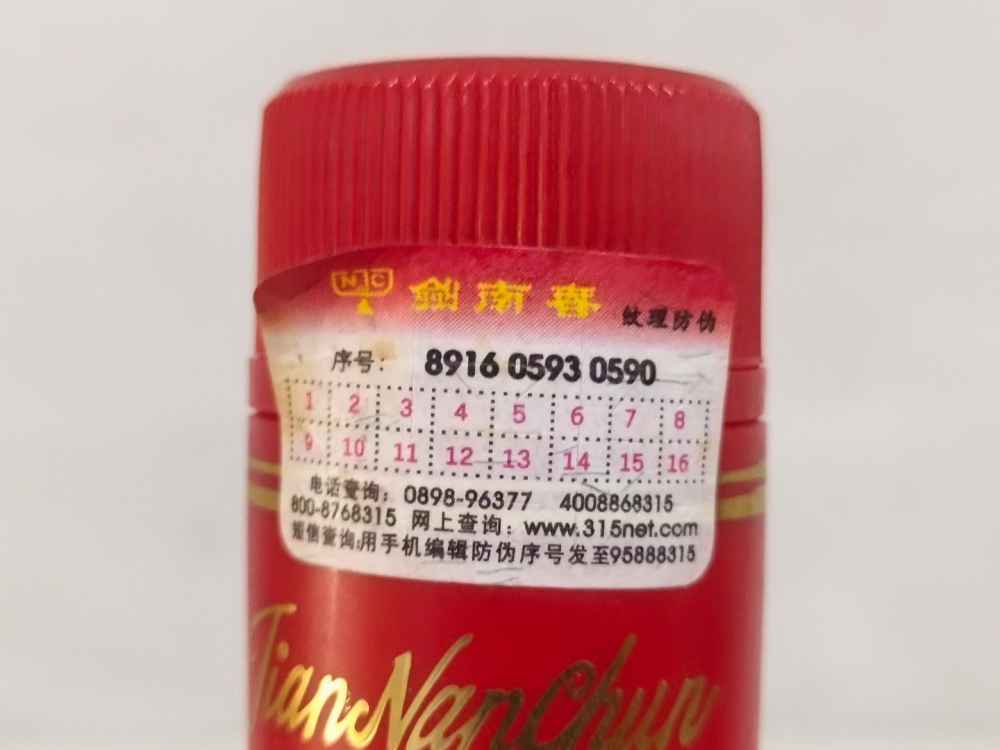 NTC 剑南春 纹理防伪
序号: 8916 0593 0590
1 2 3 4 5 6 7 8
9 10 11 12 13 14 15 16
电话查询: 0898-96377 4008868315
800-8768315 网上查询: www.315net.com
短信查询:用手机编辑防伪序号发至95888315
JianNanChun